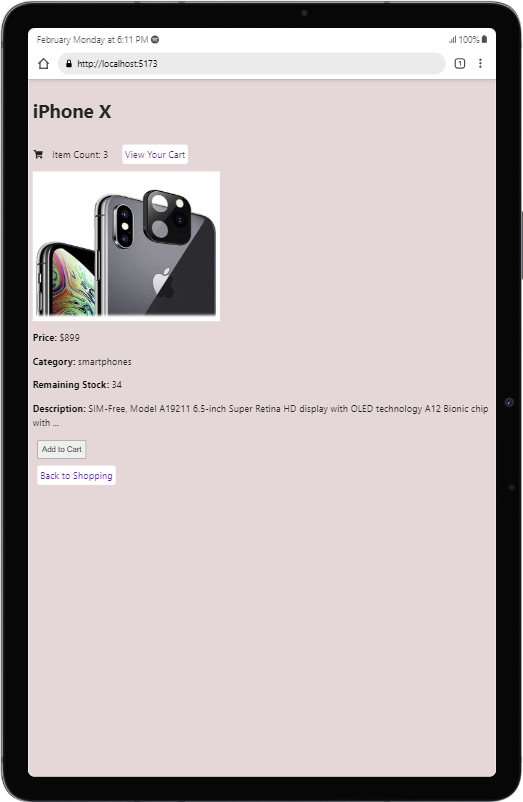 February Monday at 6:11 PM
100%
http://localhost:5173
1
iPhone X
Item Count: 3 View Your Cart
Price: $899
Category: smartphones
Remaining Stock: 34
Description: SIM-Free, Model A19211 6.5-inch Super Retina HD display with OLED technology A12 Bionic chip
with ...
Add to Cart
Back to Shopping